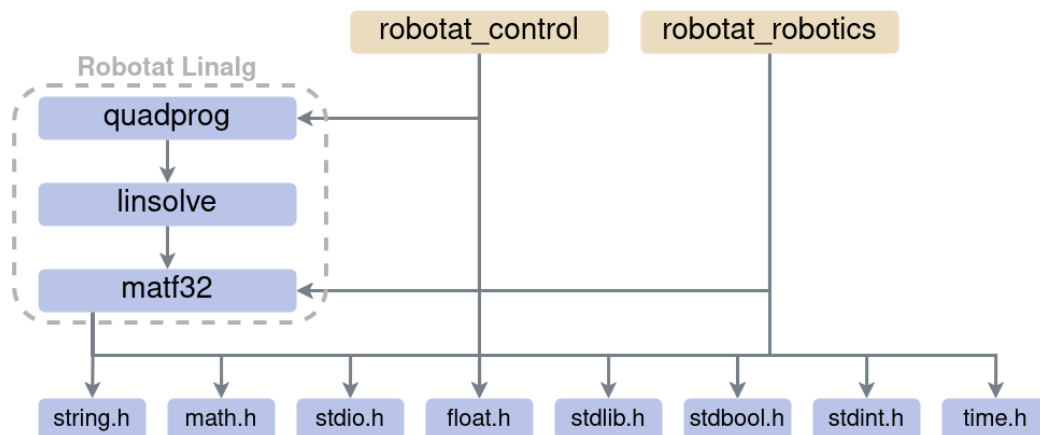 robotat_control
robotat_robotics
Robotat Linalg
quadprog
linsolve
matf32
string.h
math.h
stdio.h
float.h
stdlib.h
stdbool.h
stdint.h
time.h